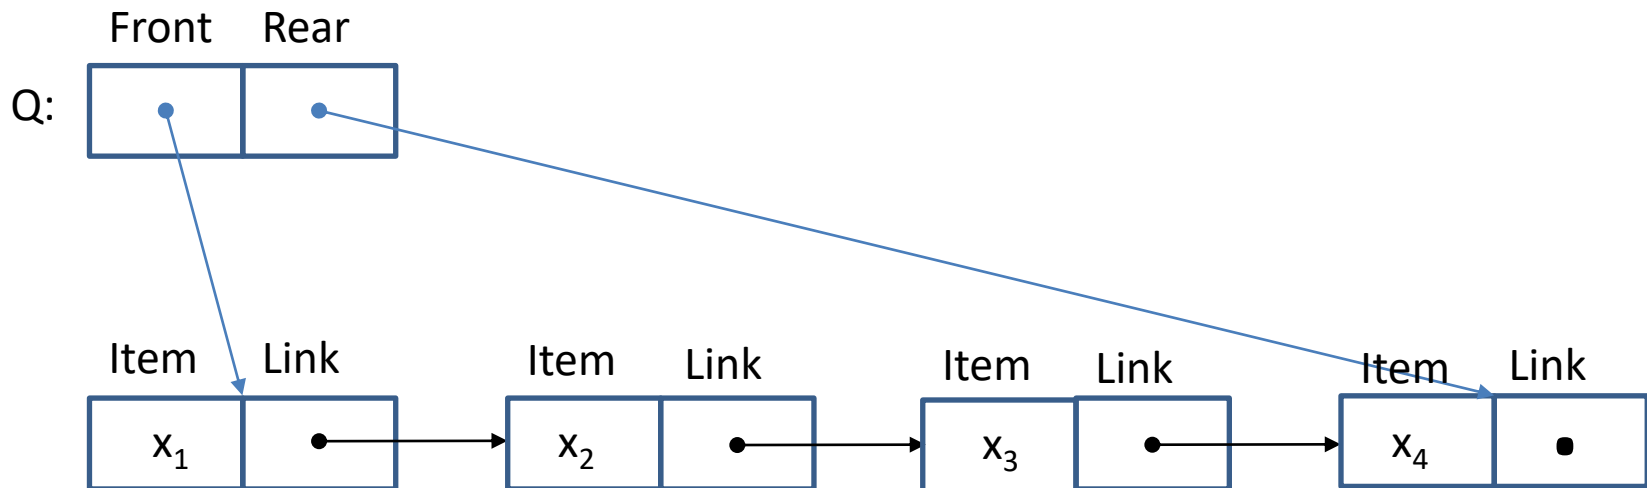 Front Rear
Q:
Item Link Item Link Item Link Item Link
x₁ x₂ x₃ x₄